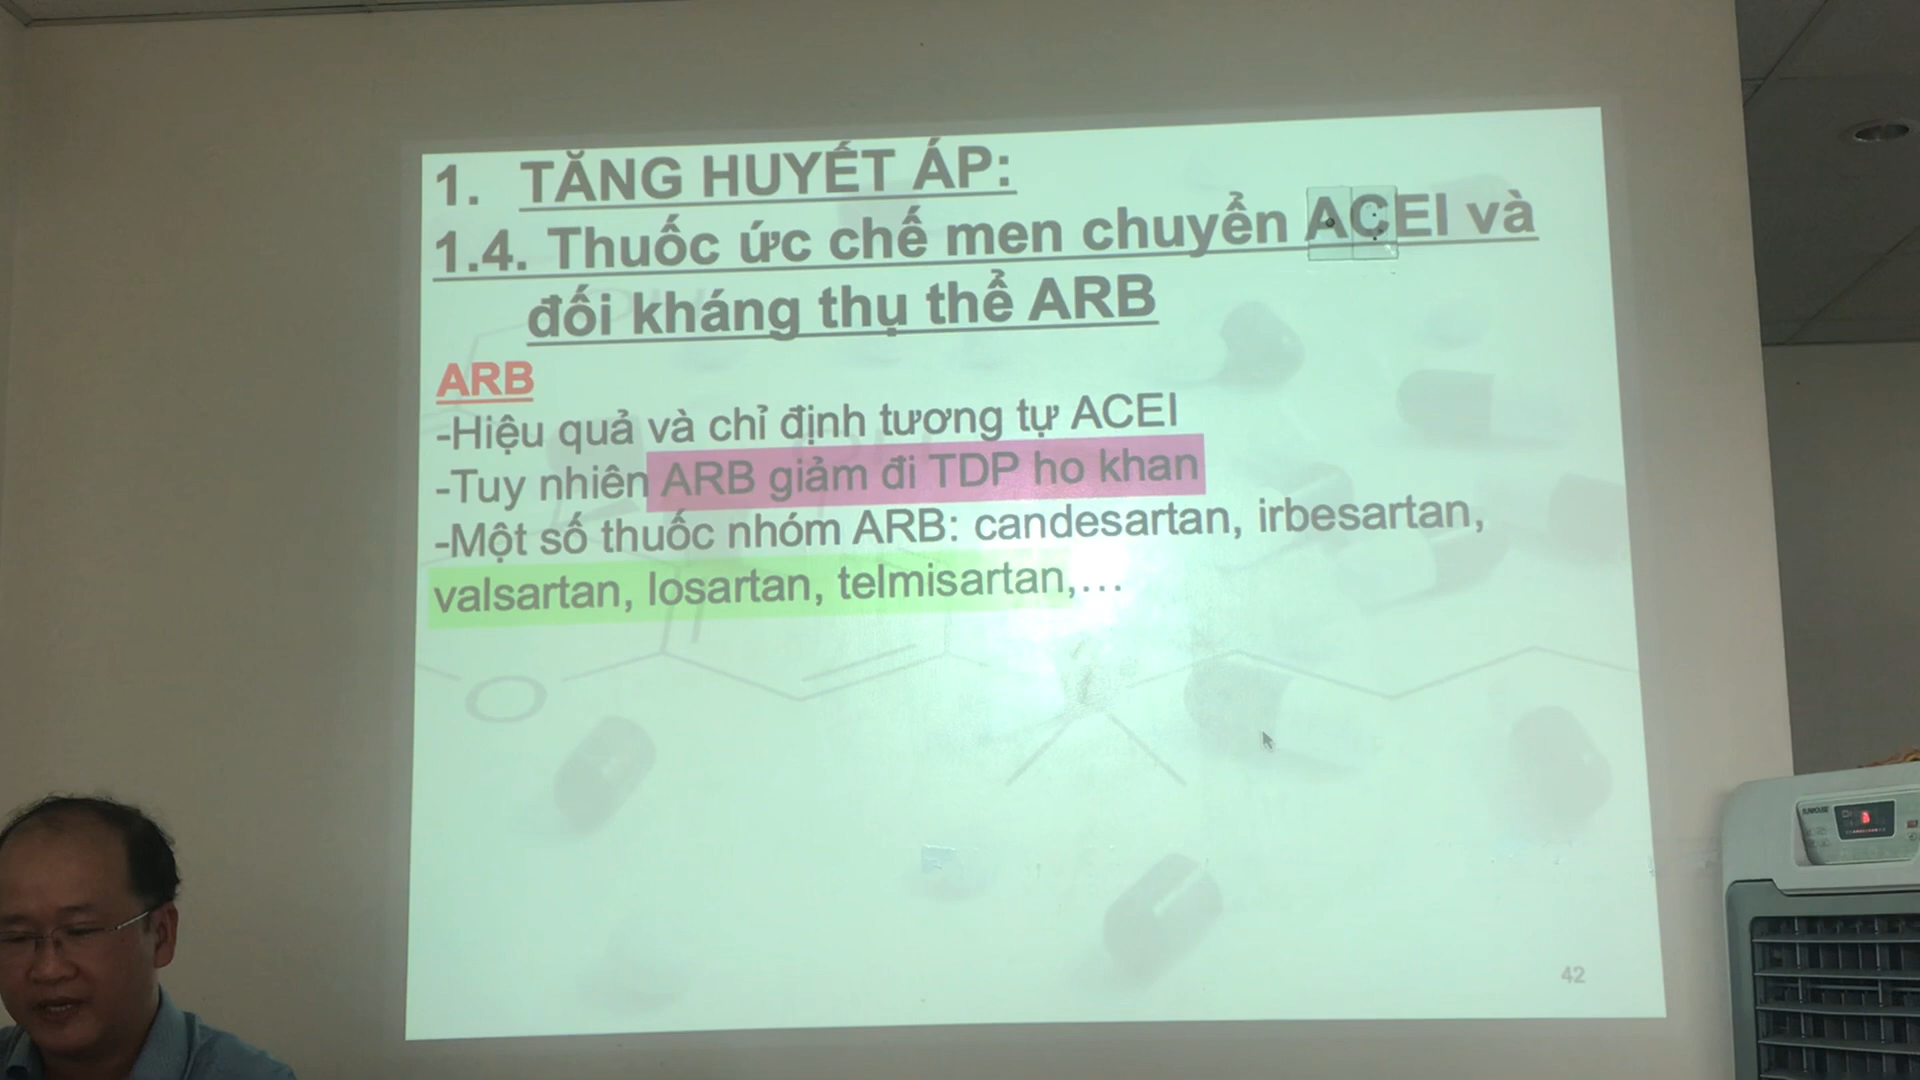 1. TĂNG HUYẾT ÁP:
1.4. Thuốc ức chế men chuyển ACEI và
đối kháng thụ thể ARB
ARB
-Hiệu quả và chỉ định tương tự ACEI
-Tuy nhiên ARB giảm đi TDP ho khan
-Một số thuốc nhóm ARB: candesartan, irbesartan,
valsartan, losartan, telmisartan,...
42
SUNHOUSE